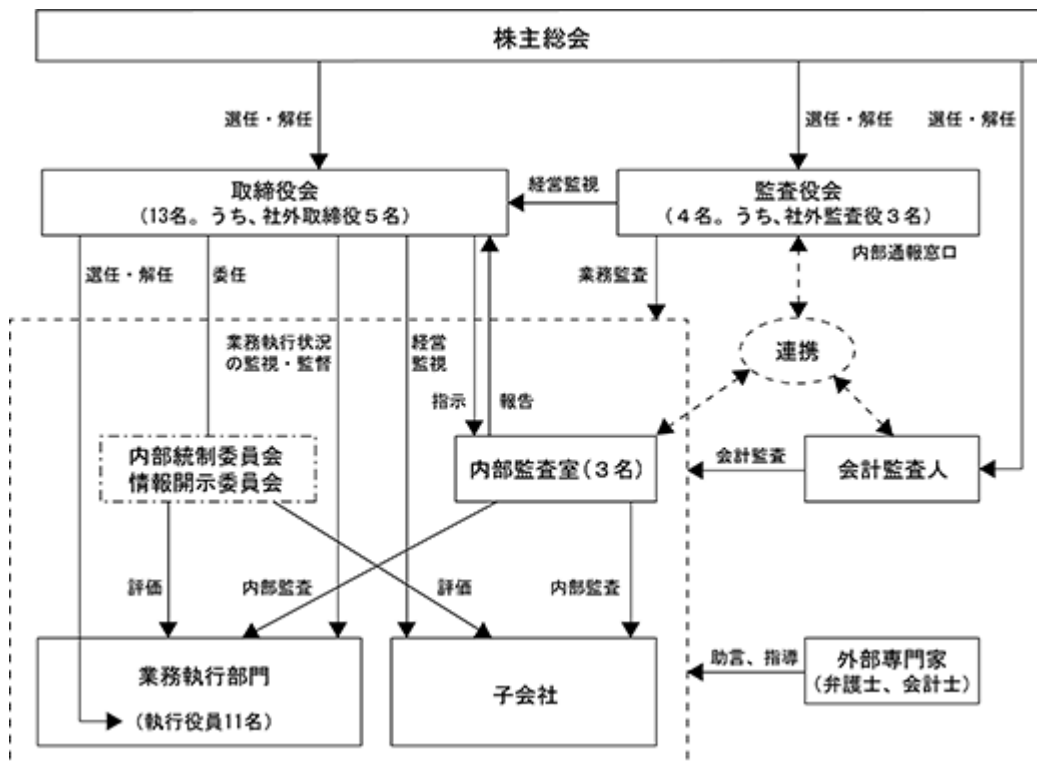 株主総会
選任・解任
選任・解任
選任・解任
取締役会
(13名。うち、社外取締役5名)
経営監視
監査役会
(4名。うち、社外監査役3名)
選任・解任
委任
業務監査
内部通報窓口
業務執行状況
の監視・監督
経営
監視
連携
指示
報告
内部統制委員会
情報開示委員会
内部監査室(3名)
会計監査
会計監査人
評価
内部監査
評価
内部監査
業務執行部門
(執行役員11名)
子会社
助言、指導
外部専門家
(弁護士、会計士)